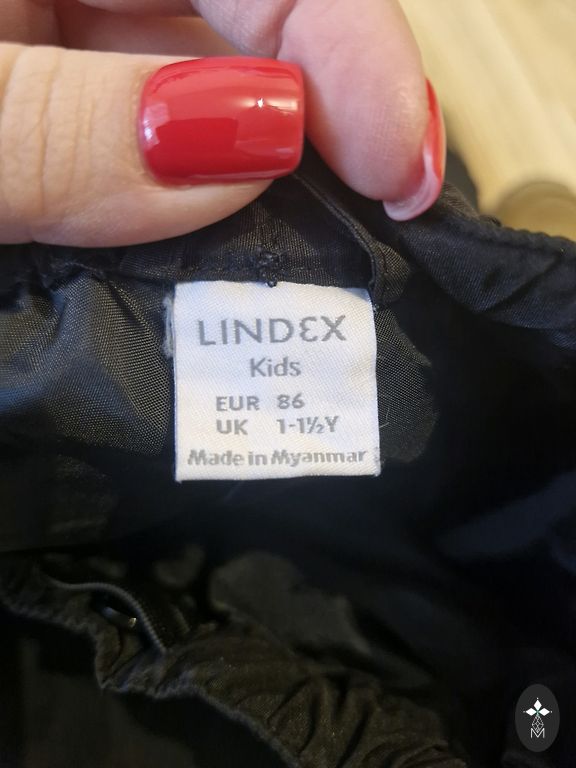 LINDEX
Kids
EUR 86
UK 1-1½Y
Made in Myanmar
M